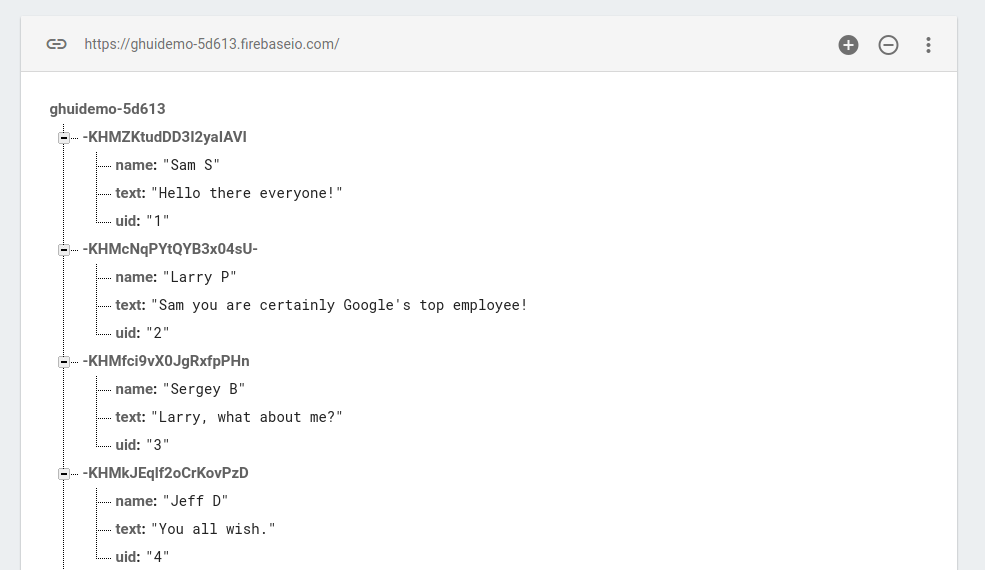 https://ghuidemo-5d613.firebaseio.com/
ghuidemo-5d613
-KHMZKtudDD3I2yaIAVI
name: "Sam S"
text: "Hello there everyone!"
uid: "1"
-KHMcNqPYtQYB3x04sU-
name: "Larry P"
text: "Sam you are certainly Google's top employee!
uid: "2"
-KHMfci9vX0JgRxfpPHn
name: "Sergey B"
text: "Larry, what about me?"
uid: "3"
-KHMkJEqIf2oCrKovPzD
name: "Jeff D"
text: "You all wish."
uid: "4"